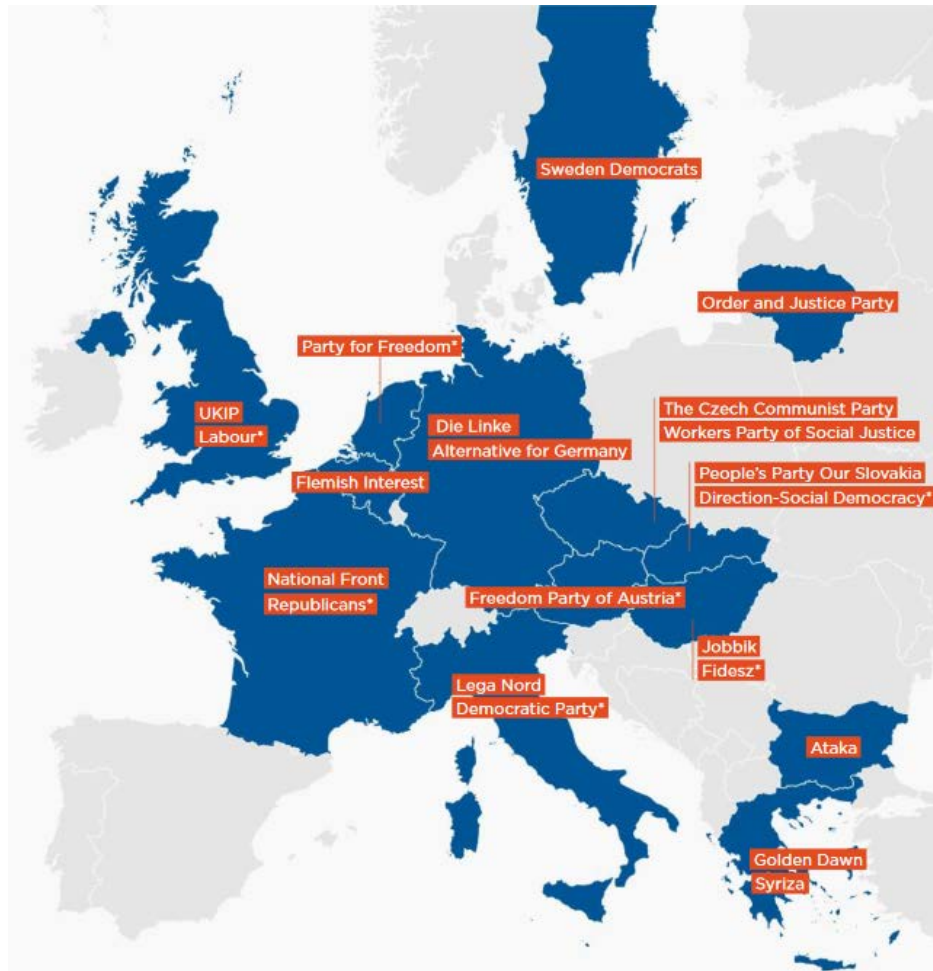 Sweden Democrats
Order and Justice Party
Party for Freedom*
UKIP
Labour*
Die Linke
Alternative for Germany
The Czech Communist Party
Workers Party of Social Justice
People's Party Our Slovakia
Direction-Social Democracy*
Flemish Interest
National Front
Republicans*
Freedom Party of Austria*
Jobbik
Fidesz*
Lega Nord
Democratic Party*
Ataka
Golden Dawn
Syriza